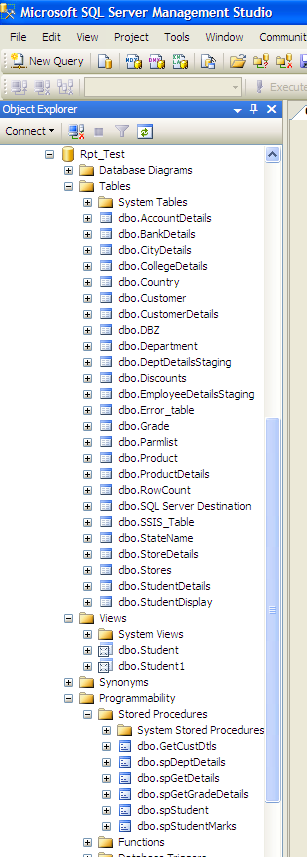 Microsoft SQL Server Management Studio
File Edit View Project Tools Window Communit
New Query
Execute
Object Explorer
Connect
Rpt_Test
Database Diagrams
Tables
System Tables
dbo.AccountDetails
dbo.BankDetails
dbo.CityDetails
dbo.CollegeDetails
dbo.Country
dbo.Customer
dbo.CustomerDetails
dbo.DBZ
dbo.Department
dbo.DeptDetailsStaging
dbo.Discounts
dbo.EmployeeDetailsStaging
dbo.Error_table
dbo.Grade
dbo.Parmlist
dbo.Product
dbo.ProductDetails
dbo.RowCount
dbo.SQL Server Destination
dbo.SSIS_Table
dbo.StateName
dbo.StoreDetails
dbo.Stores
dbo.StudentDetails
dbo.StudentDisplay
Views
System Views
dbo.Student
dbo.Student1
Synonyms
Programmability
Stored Procedures
System Stored Procedures
dbo.GetCustDtls
dbo.spDeptDetails
dbo.spGetDetails
dbo.spGetGradeDetails
dbo.spStudent
dbo.spStudentMarks
Functions
Database Triggers